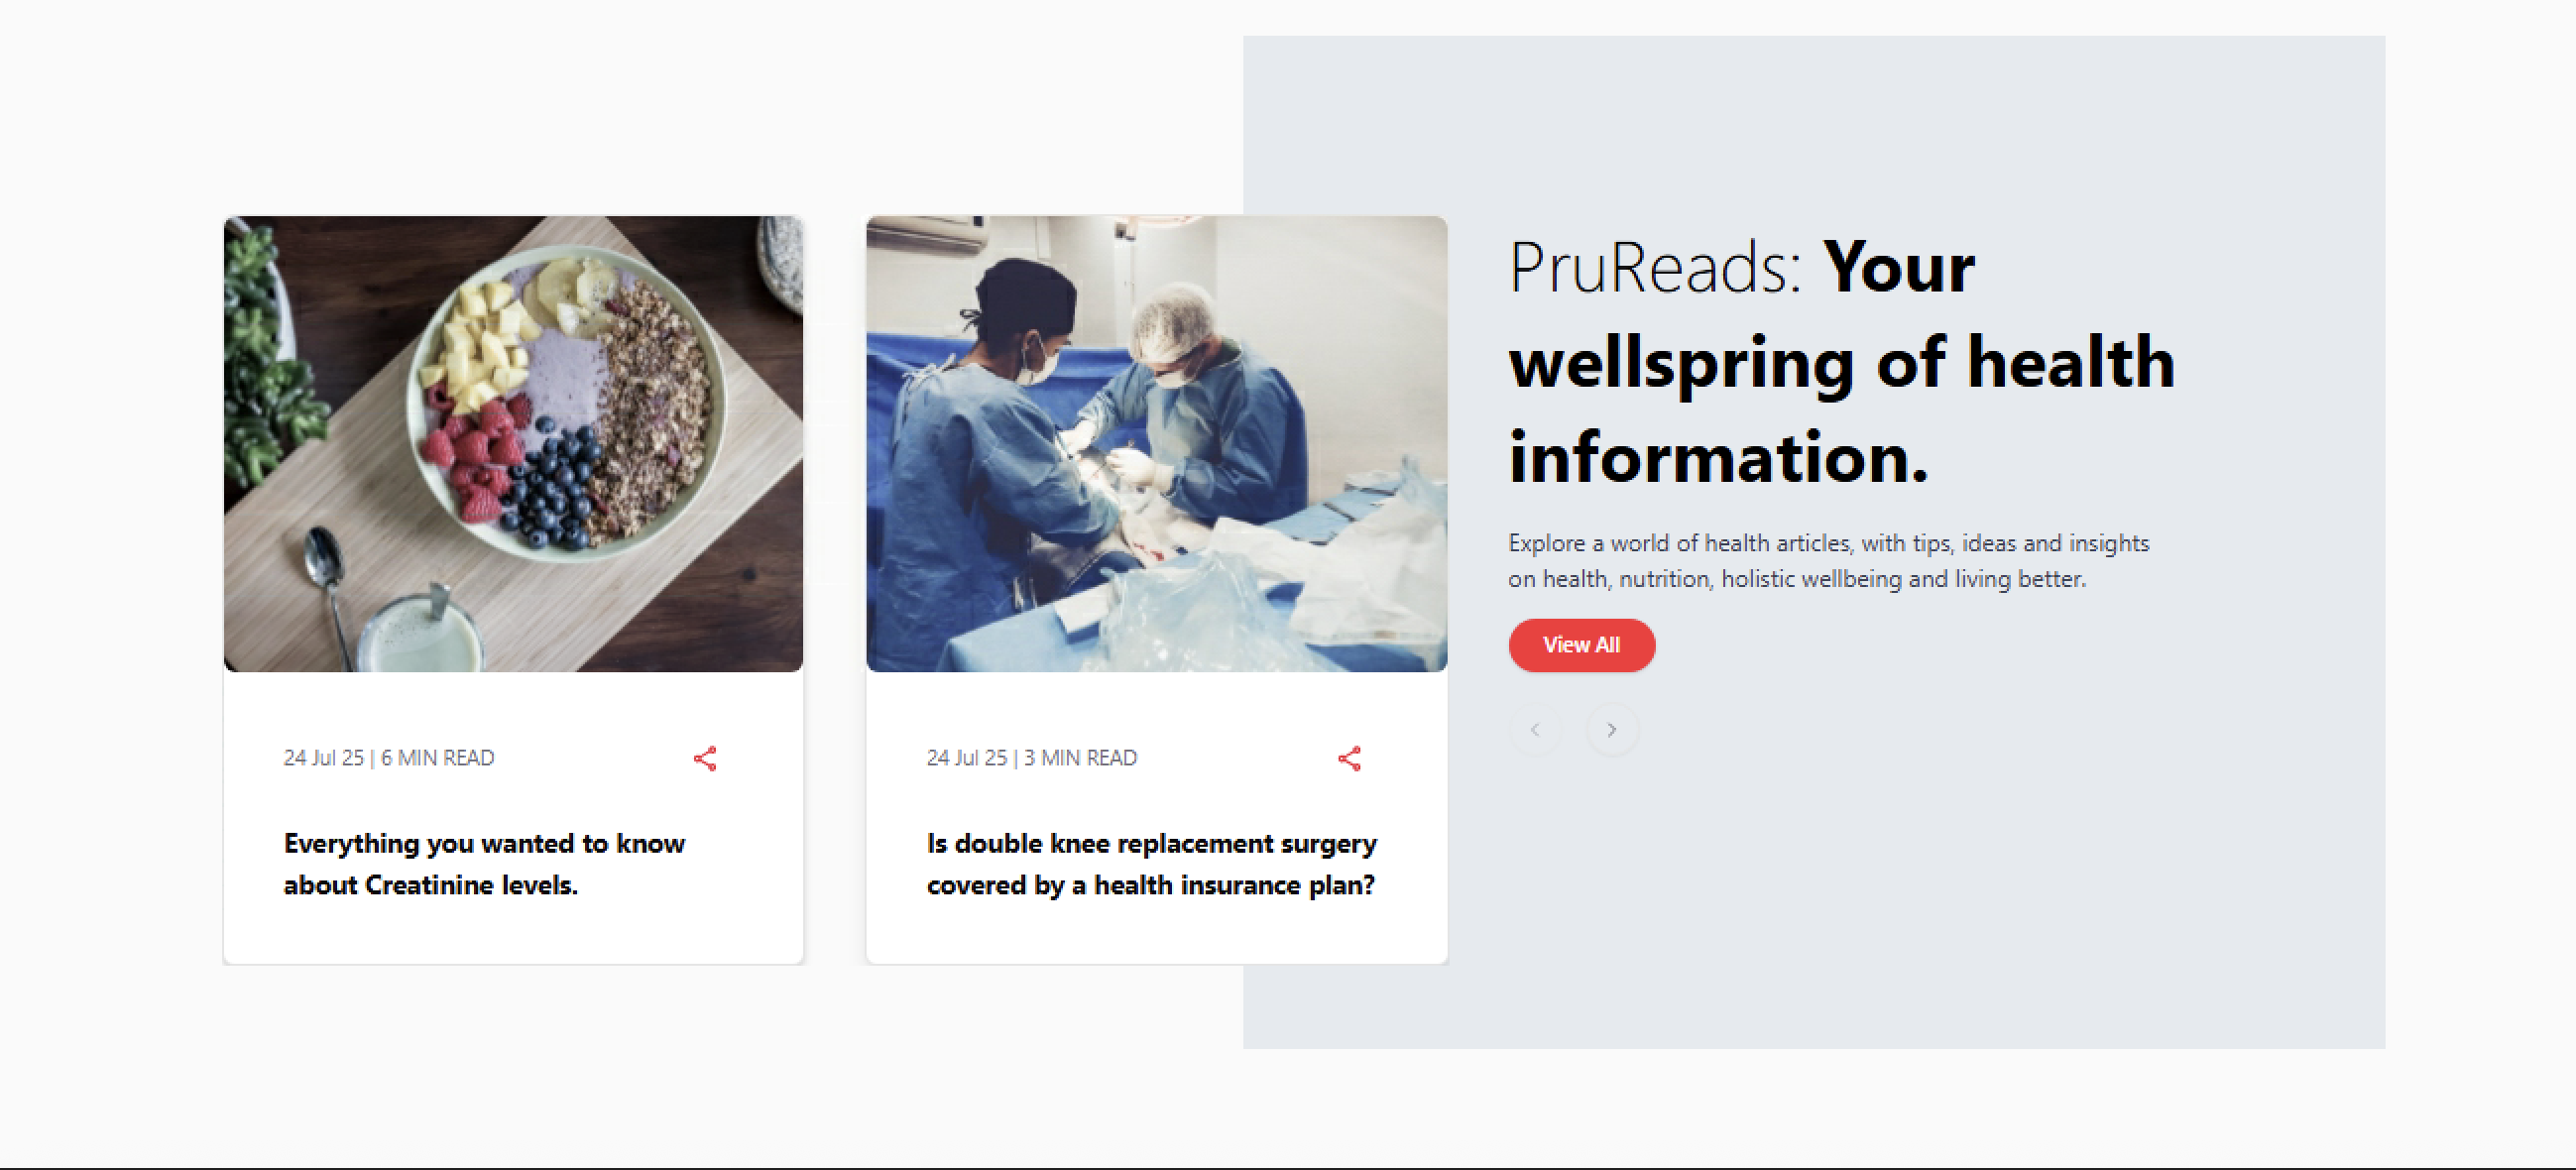 24 Jul 25 | 6 MIN READ
Everything you wanted to know
about Creatinine levels.
24 Jul 25 | 3 MIN READ
Is double knee replacement surgery
covered by a health insurance plan?
PruReads: Your
wellspring of health
information.
Explore a world of health articles, with tips, ideas and insights
on health, nutrition, holistic wellbeing and living better.
View All